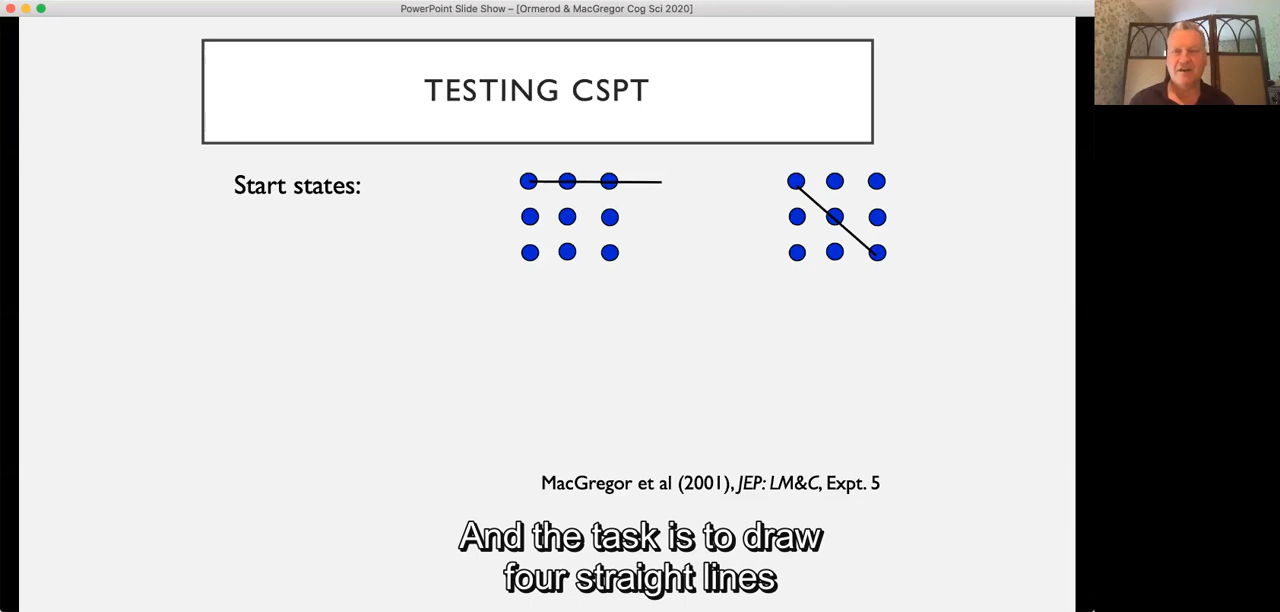 PowerPoint Slide Show – [Ormerod & MacGregor Cog Sci 2020]
TESTING CSPT
Start states:
MacGregor et al (2001), JEP: LM&C, Expt. 5
And the task is to draw
four straight lines